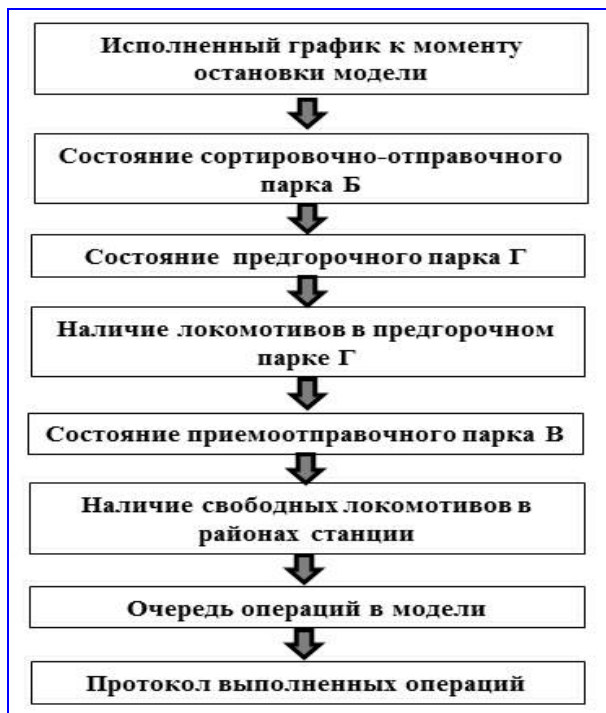 Исполненный график к моменту
остановки модели
Состояние сортировочно-отправочного
парка Б
Состояние предгорочного парка Г
Наличие локомотивов в предгорочном
парке Г
Состояние приемоотправочного парка В
Наличие свободных локомотивов в
районах станции
Очередь операций в модели
Протокол выполненных операций